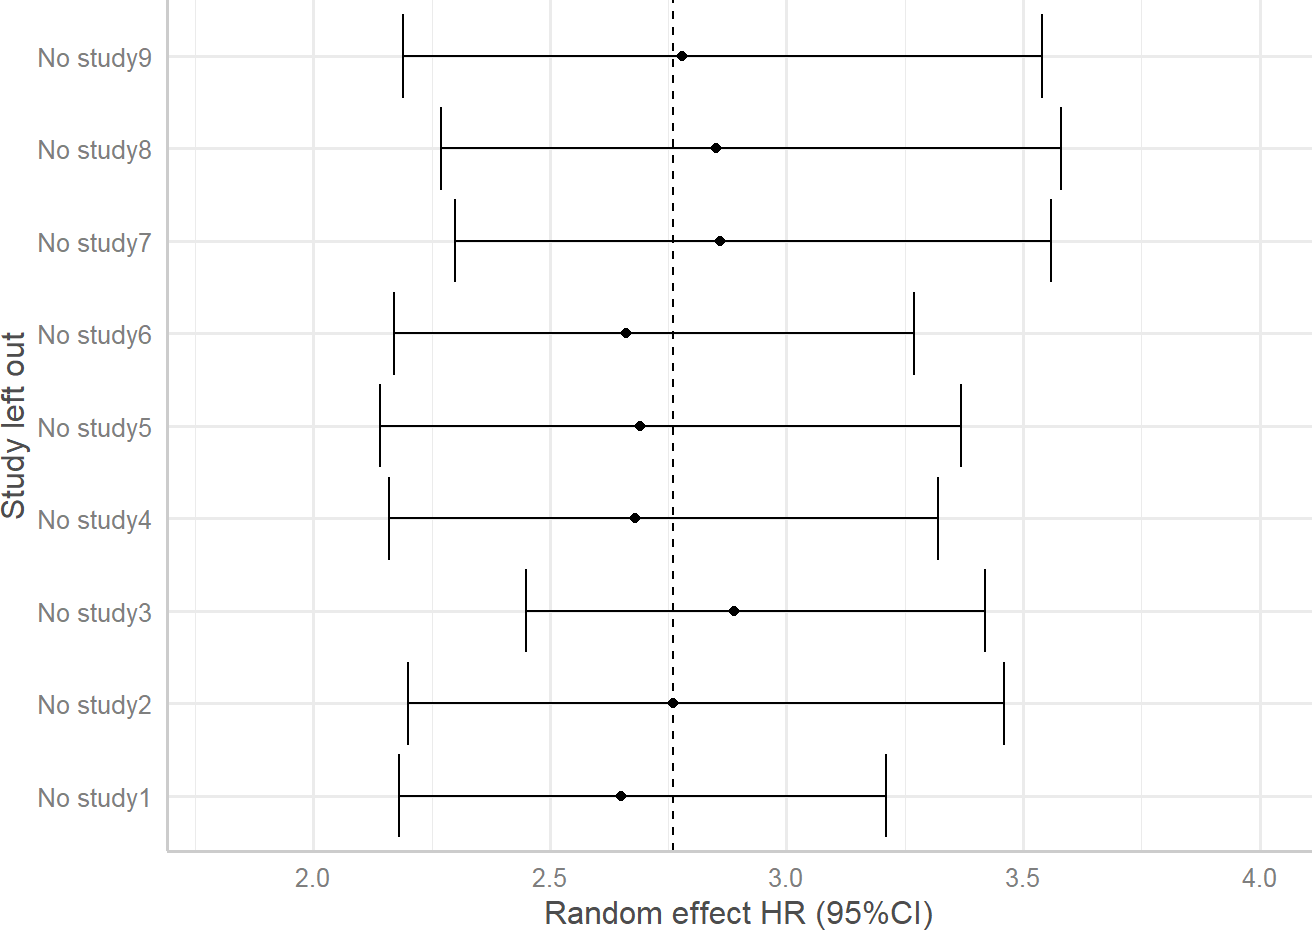 No study9
No study8
No study7
No study6
No study5
No study4
No study3
No study2
No study1
Study left out
2.0 2.5 3.0 3.5 4.0
Random effect HR (95%CI)